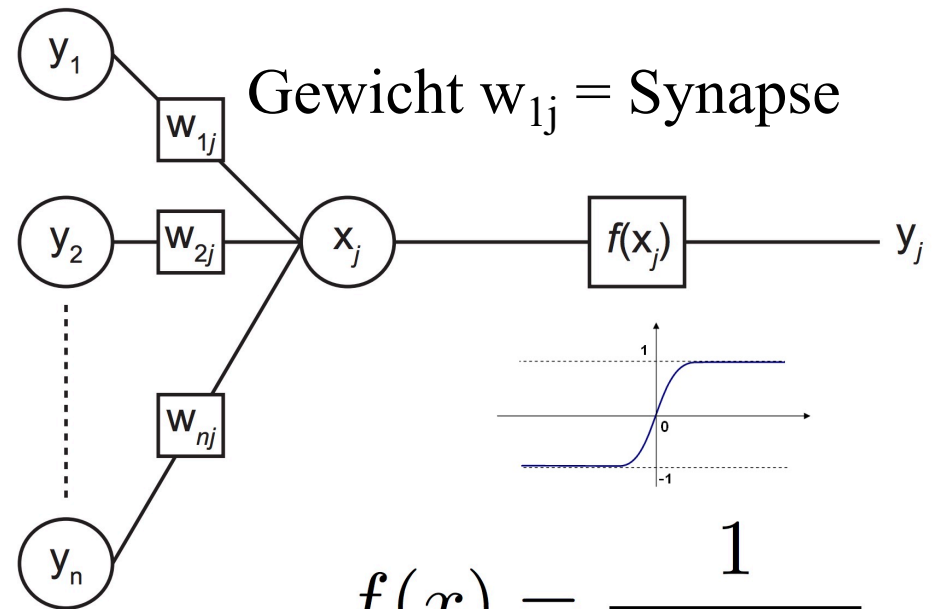 y₁
Gewicht w₁ⱼ = Synapse
w₁ⱼ
y₂
w₂ⱼ
xⱼ
f(xⱼ)
yⱼ
1
0
-1
wₙⱼ
yₙ
f(x) = 1